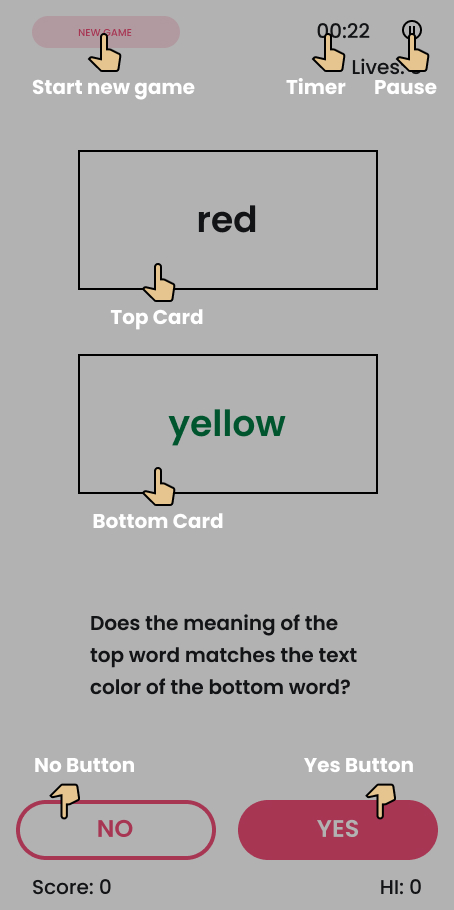 NEW GAME
00:22
Lives:
Start new game
Timer
Pause
red
Top Card
yellow
Bottom Card
Does the meaning of the
top word matches the text
color of the bottom word?
No Button
Yes Button
NO
YES
Score: 0
HI: 0